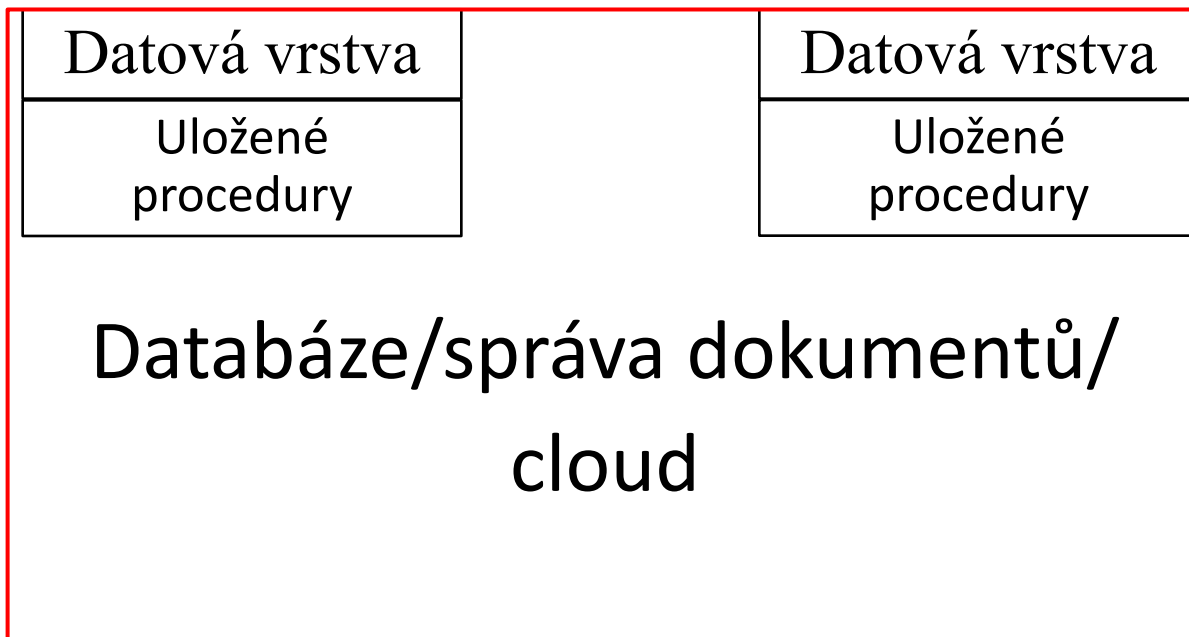 Datová vrstva
Uložené
procedury
Datová vrstva
Uložené
procedury
Databáze/správa dokumentů/
cloud